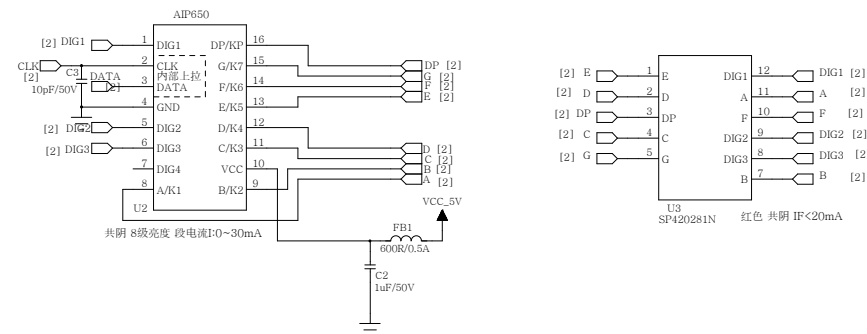 AIP650
[2] DIG1 1 DIG1 DP/KP 16
CLK 2 CLK G/K7 15 DP [2]
[2] C3 DATA 内部上拉 G [2]
10pF/50V [2] 3 DATA F/K6 14 F [2]
4 GND E/K5 13 E [2]
[2] DIG2 5 DIG2 D/K4 12
[2] DIG3 6 DIG3 C/K3 11 D [2]
C [2]
7 DIG4 VCC 10 B [2]
8 A/K1 B/K2 9 A [2]
U2
VCC_5V
共阴 8级亮度 段电流I:0~30mA
FB1
600R/0.5A
C2
1uF/50V
[2] E 1 E DIG1 12 DIG1 [2]
[2] D 2 D A 11 A [2]
[2] DP 3 DP F 10 F [2]
[2] C 4 C DIG2 9 DIG2 [2]
[2] G 5 G DIG3 8 DIG3 [2
B 7 B [2]
U3
SP420281N 红色 共阴 IF<20mA